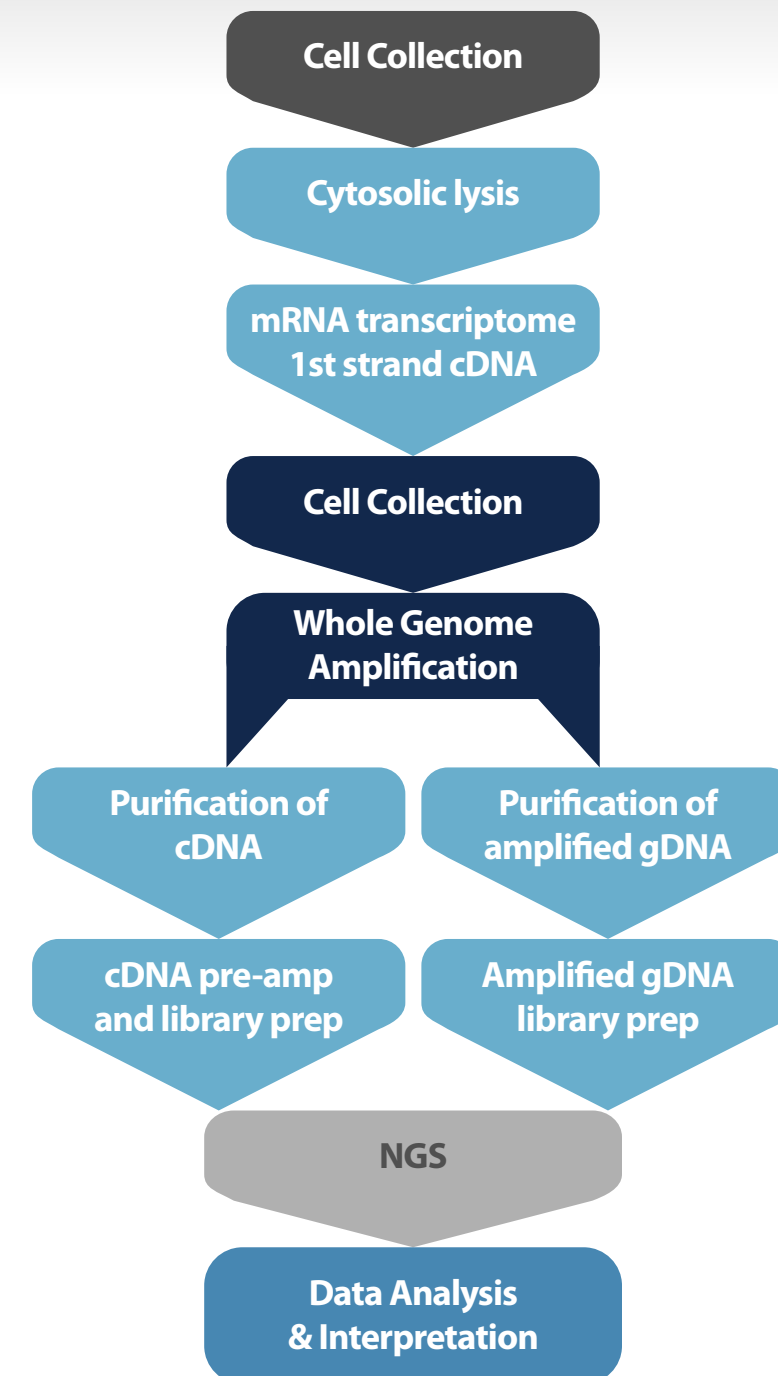 Cell Collection
Cytosolic lysis
mRNA transcriptome
1st strand cDNA
Cell Collection
Whole Genome
Amplification
Purification of
cDNA
Purification of
amplified gDNA
cDNA pre-amp
and library prep
Amplified gDNA
library prep
NGS
Data Analysis
& Interpretation